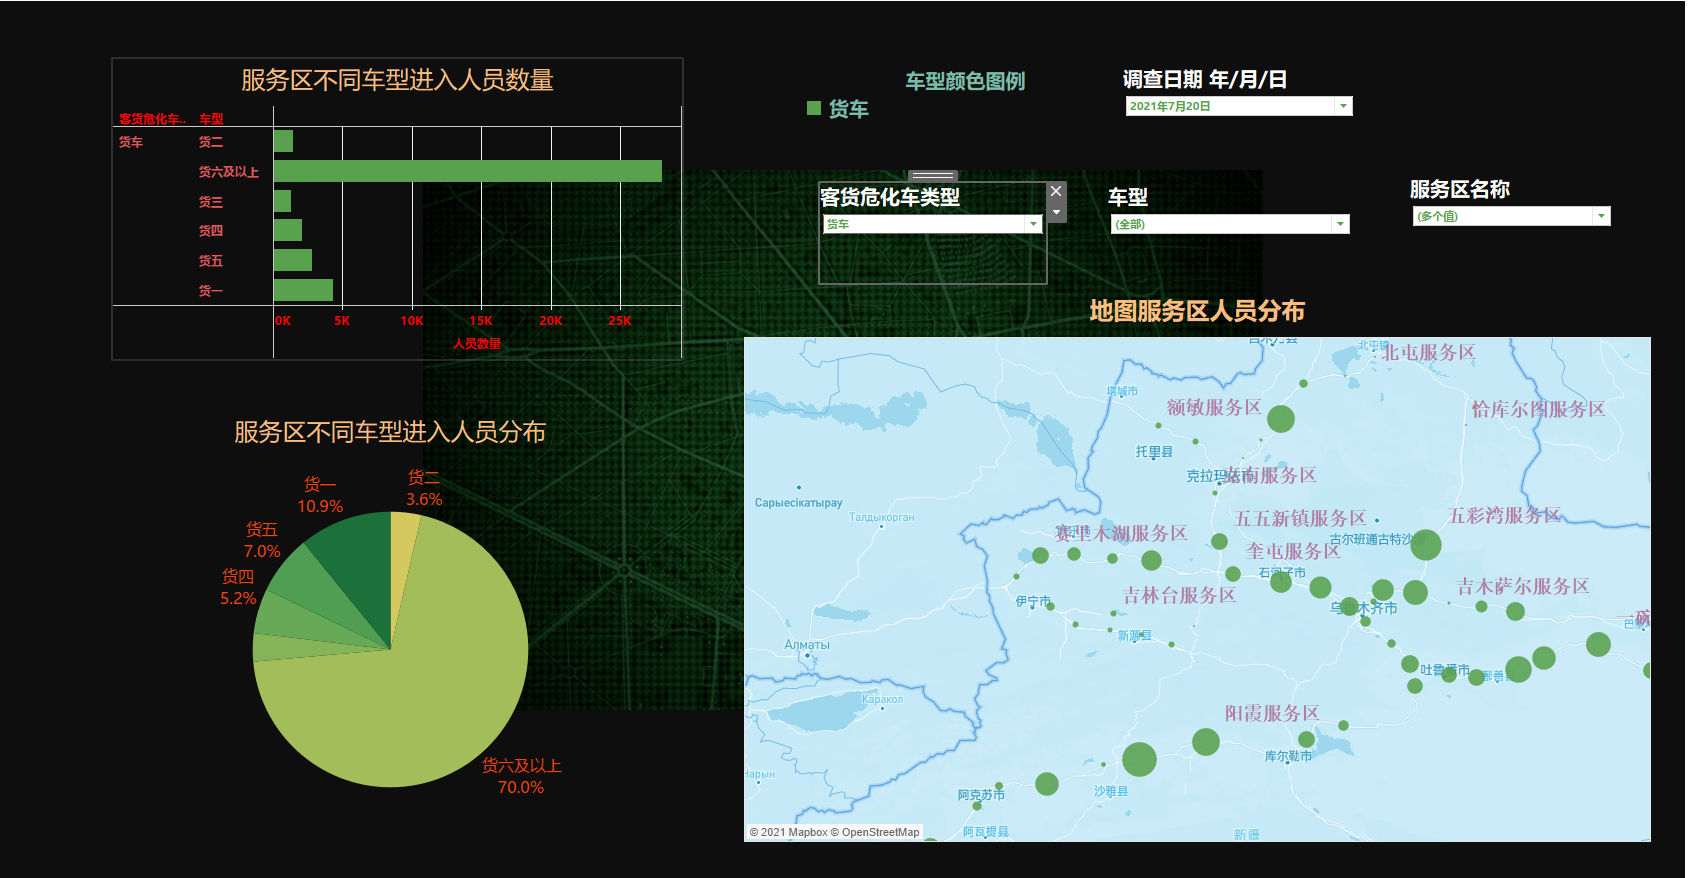 服务区不同车型进入人员数量
客货危化车.. 车型
货车 货二
货六及以上
货三
货四
货五
货一
0K 5K 10K 15K 20K 25K
人员数量
车型颜色图例
货车
调查日期 年/月/日
2021年7月20日
客货危化车类型
货车
车型
(全部)
服务区名称
(多个值)
服务区不同车型进入人员分布
货一
10.9%
货二
3.6%
货五
7.0%
货四
5.2%
货六及以上
70.0%
地图服务区人员分布
北屯服务区
塔城市
额敏服务区
恰库尔图服务区
托里县
克南服务区
Сарыесікатырау
Талдыкорган
五五新镇服务区
五彩湾服务区
赛里木湖服务区
古尔班通古特沙
奎屯服务区
石河子市
吉木萨尔服务区
吉林台服务区
伊宁市
乌鲁木齐市
新源县
Алматы
吐鲁番市
鄯善
Каракол
阳霞服务区
库尔勒市
Нарын
沙雅县
阿克苏市
阿瓦提县
新疆
© 2021 Mapbox © OpenStreetMap